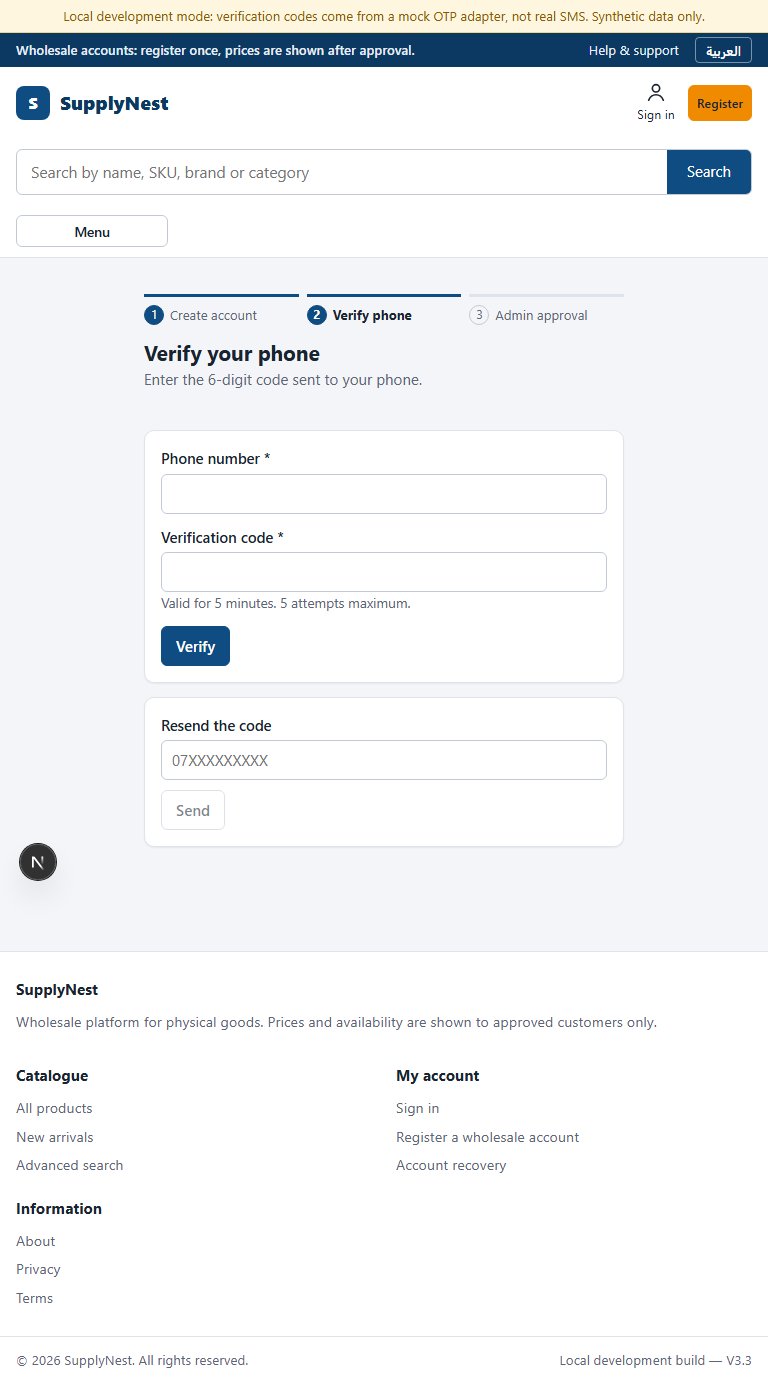 Local development mode: verification codes come from a mock OTP adapter, not real SMS. Synthetic data only.
Wholesale accounts: register once, prices are shown after approval.
Help & support
العربية
S
SupplyNest
Sign in
Register
Search by name, SKU, brand or category
Search
Menu
1 Create account
2 Verify phone
3 Admin approval
Verify your phone
Enter the 6-digit code sent to your phone.
Phone number *
Verification code *
Valid for 5 minutes. 5 attempts maximum.
Verify
Resend the code
07XXXXXXXXX
Send
N
SupplyNest
Wholesale platform for physical goods. Prices and availability are shown to approved customers only.
Catalogue
All products
New arrivals
Advanced search
My account
Sign in
Register a wholesale account
Account recovery
Information
About
Privacy
Terms
© 2026 SupplyNest. All rights reserved.
Local development build — V3.3